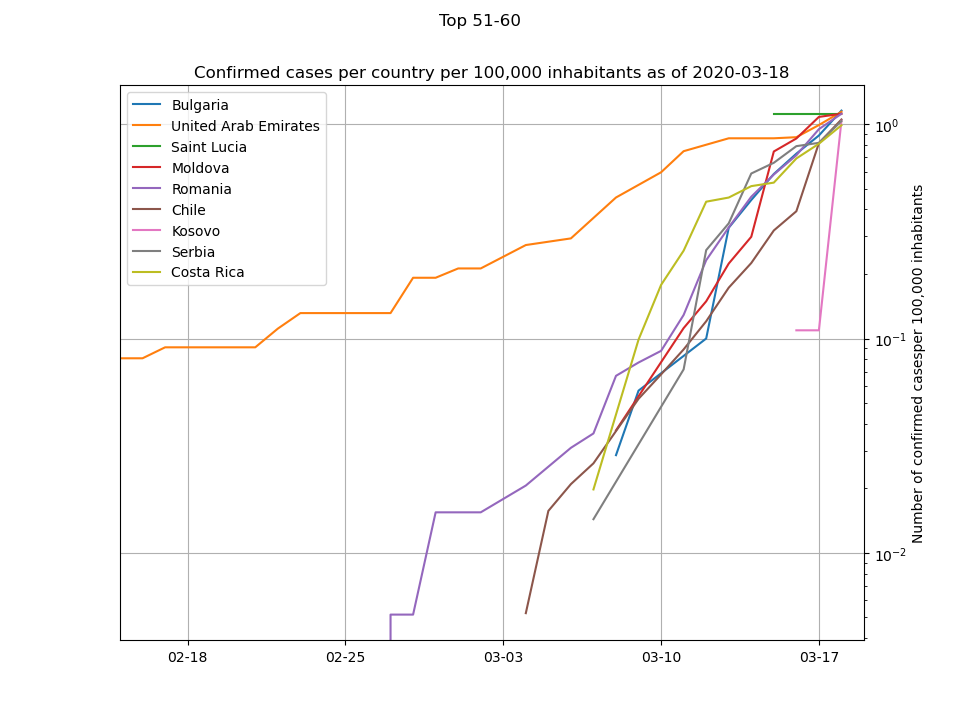 Top 51-60
Confirmed cases per country per 100,000 inhabitants as of 2020-03-18
Bulgaria
United Arab Emirates
Saint Lucia
Moldova
Romania
Chile
Kosovo
Serbia
Costa Rica
10⁰
10⁻¹
10⁻²
Number of confirmed casesper 100,000 inhabitants
02-18 02-25 03-03 03-10 03-17